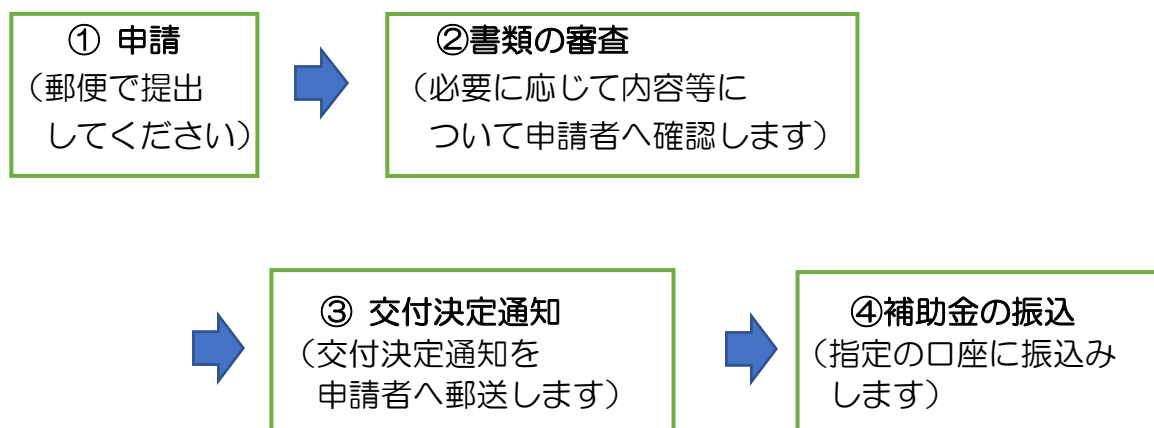 ① 申請
（郵便で提出
してください）
②書類の審査
（必要に応じて内容等に
ついて申請者へ確認します）
③ 交付決定通知
（交付決定通知を
申請者へ郵送します）
④補助金の振込
（指定の口座に振込み
します）